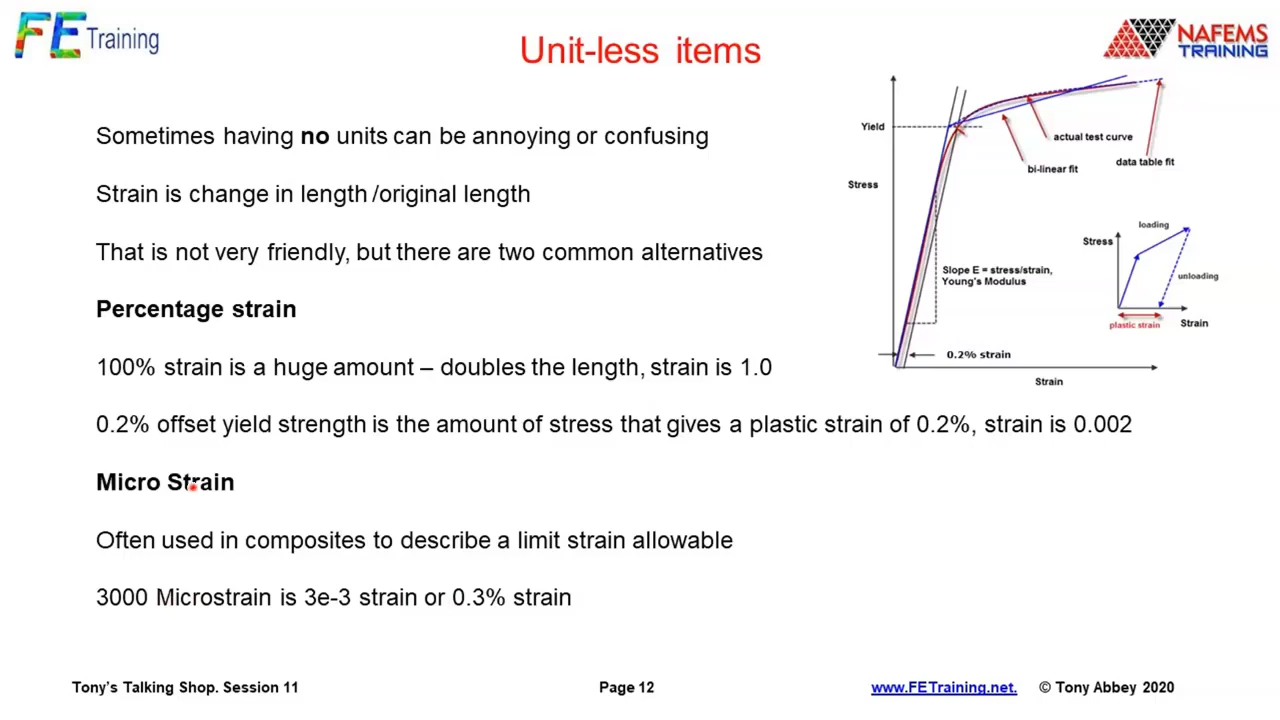 FE Training
Unit-less items
NAFEMS
TRAINING
Sometimes having no units can be annoying or confusing
Strain is change in length /original length
That is not very friendly, but there are two common alternatives
Percentage strain
100% strain is a huge amount – doubles the length, strain is 1.0
0.2% offset yield strength is the amount of stress that gives a plastic strain of 0.2%, strain is 0.002
Micro Strain
Often used in composites to describe a limit strain allowable
3000 Microstrain is 3e-3 strain or 0.3% strain
Yield
Stress
actual test curve
bi-linear fit
data table fit
Slope E = stress/strain,
Young's Modulus
0.2% strain
Strain
loading
Stress
unloading
plastic strain
Strain
Tony's Talking Shop. Session 11
Page 12
www.FETraining.net.
© Tony Abbey 2020